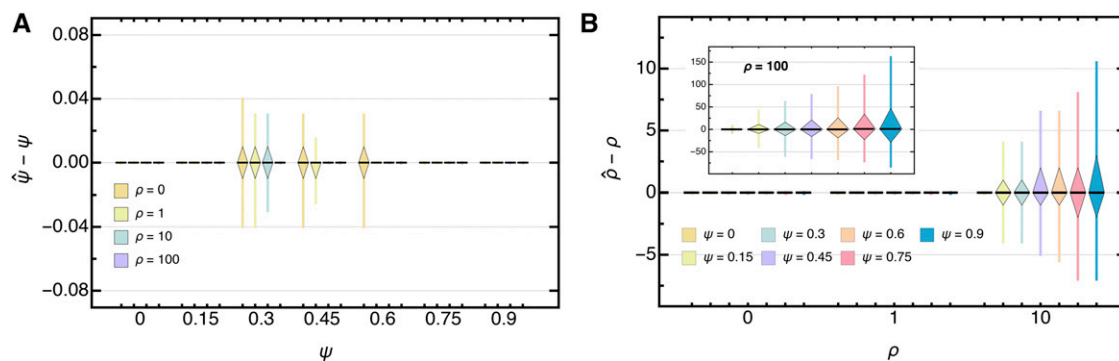 A
0.08
0.04
0.00
−0.04
−0.08
ψ̂ − ψ
ρ = 0
ρ = 1
ρ = 10
ρ = 100
0 0.15 0.3 0.45 0.6 0.75 0.9
ψ
B
10
5
0
−5
ρ̂ − ρ
150
100
50
0
−50
ρ = 100
ψ = 0 ψ = 0.3 ψ = 0.6 ψ = 0.9
ψ = 0.15 ψ = 0.45 ψ = 0.75
0 1 10
ρ